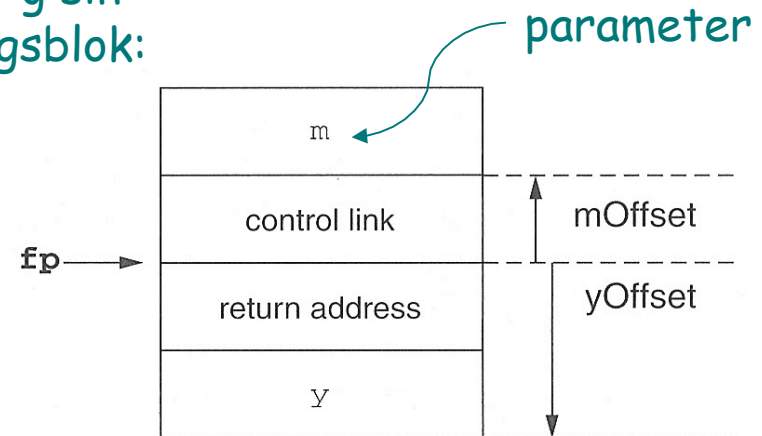 gsblok:
parameter
m
control link
mOffset
fp
return address
yOffset
y